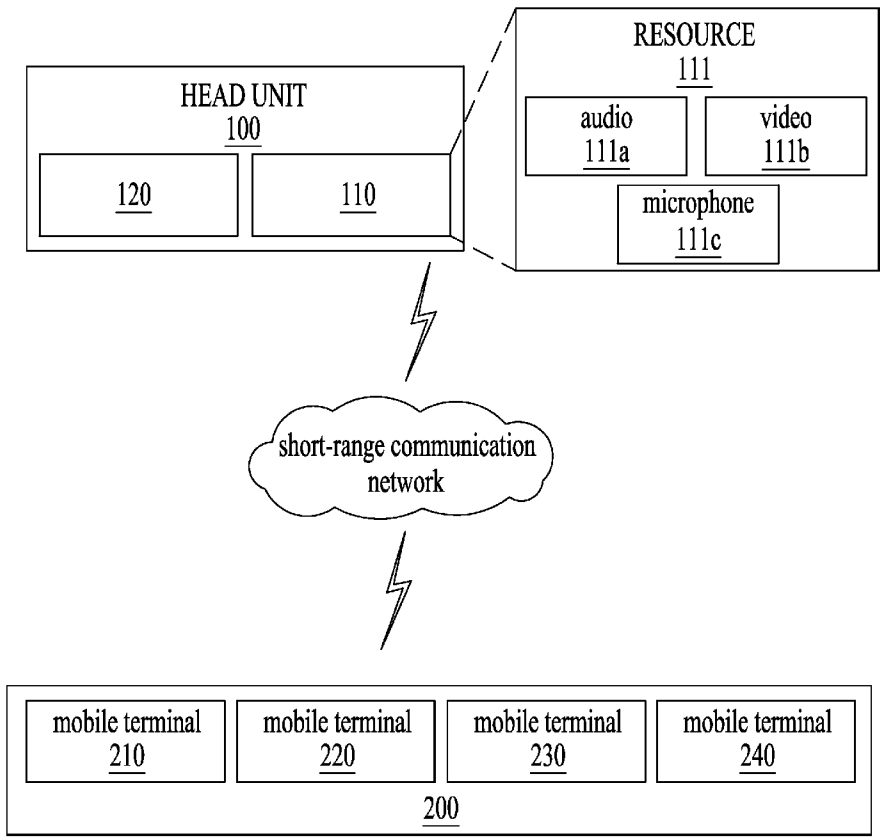 HEAD UNIT
100
120
110
RESOURCE
111
audio
111a
video
111b
microphone
111c
short-range communication
network
mobile terminal
210
mobile terminal
220
mobile terminal
230
mobile terminal
240
200